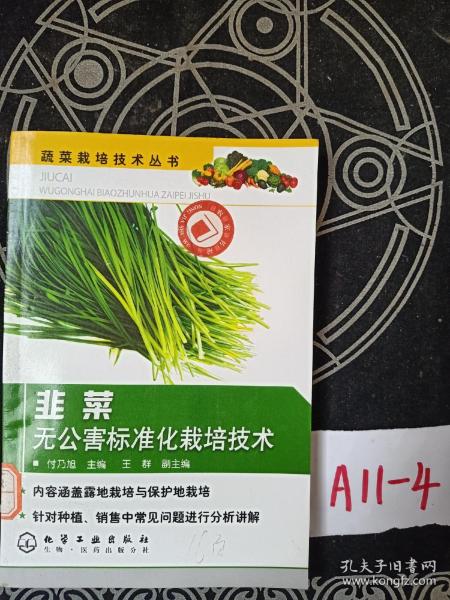 蔬菜栽培技术丛书
JIUCAI
WUGONGHAI BIAOZHUNHUA ZAIPEI JISHU
韭菜
无公害标准化栽培技术
付乃旭 主编 王群 副主编
内容涵盖露地栽培与保护地栽培
针对种植、销售中常见问题进行分析讲解
化学工业出版社
生物·医药出版分社
A11-4
孔夫子旧书网
www.kongfz.com